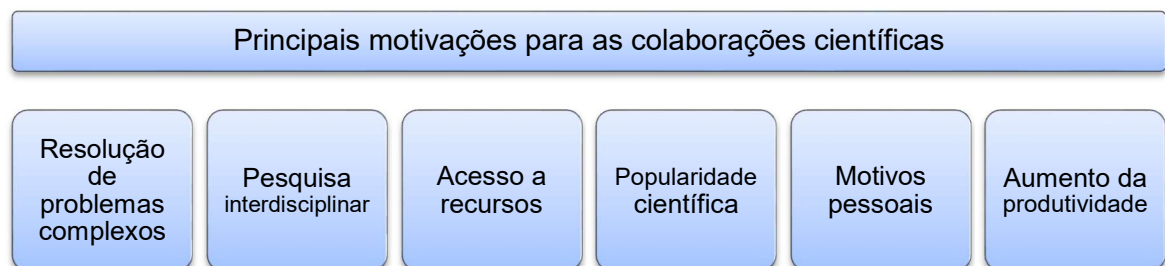 Principais motivações para as colaborações científicas
Resolução
de
problemas
complexos
Pesquisa
interdisciplinar
Acesso a
recursos
Popularidade
científica
Motivos
pessoais
Aumento da
produtividade